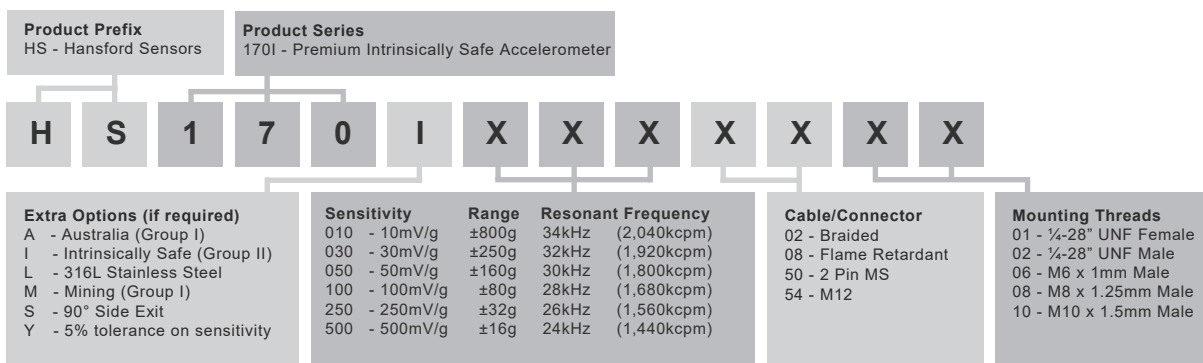 Product Prefix
HS - Hansford Sensors
Product Series
170I - Premium Intrinsically Safe Accelerometer
H S 1 7 0 I X X X X X X X
Extra Options (if required)
A - Australia (Group I)
I - Intrinsically Safe (Group II)
L - 316L Stainless Steel
M - Mining (Group I)
S - 90° Side Exit
Y - 5% tolerance on sensitivity
Sensitivity Range Resonant Frequency
010 - 10mV/g ±800g 34kHz (2,040kcpm)
030 - 30mV/g ±250g 32kHz (1,920kcpm)
050 - 50mV/g ±160g 30kHz (1,800kcpm)
100 - 100mV/g ±80g 28kHz (1,680kcpm)
250 - 250mV/g ±32g 26kHz (1,560kcpm)
500 - 500mV/g ±16g 24kHz (1,440kcpm)
Cable/Connector
02 - Braided
08 - Flame Retardant
50 - 2 Pin MS
54 - M12
Mounting Threads
01 - ¼-28” UNF Female
02 - ¼-28” UNF Male
06 - M6 x 1mm Male
08 - M8 x 1.25mm Male
10 - M10 x 1.5mm Male